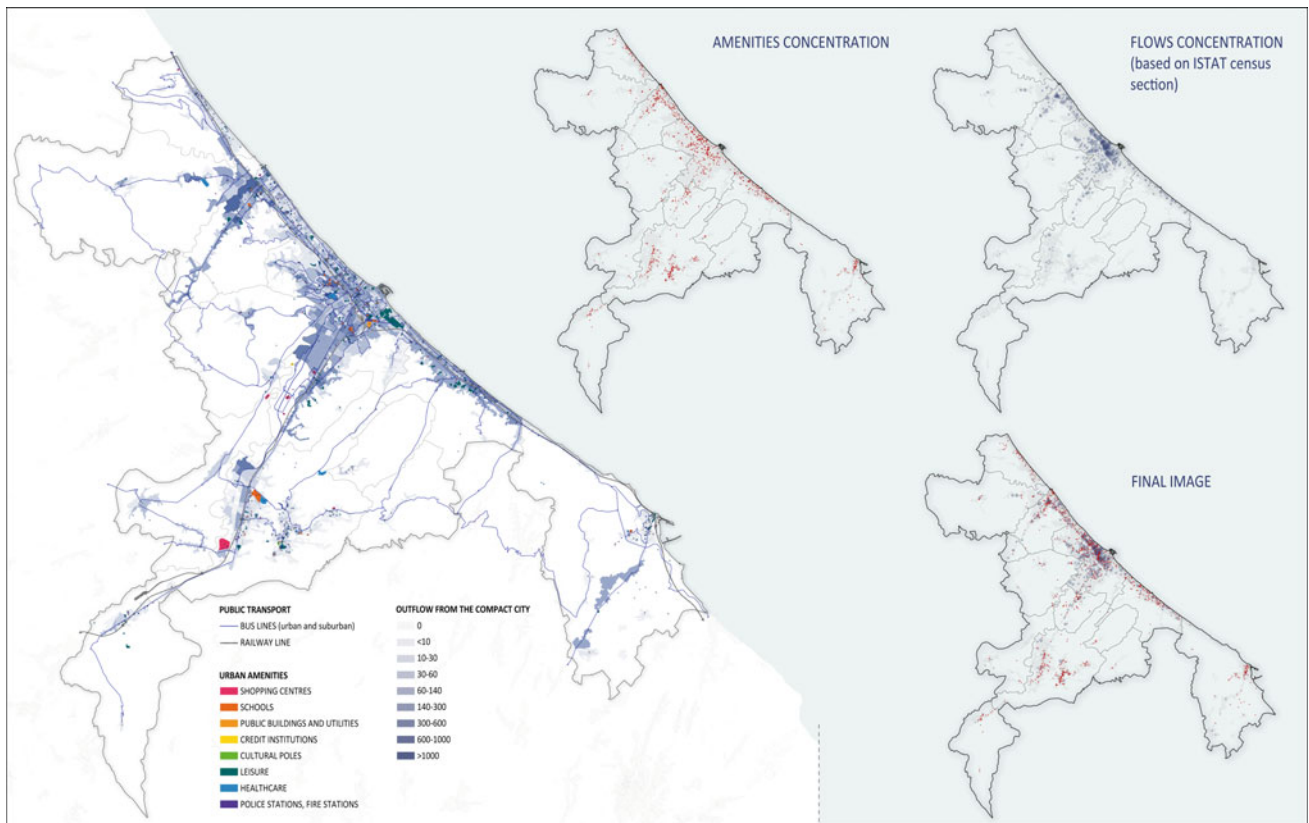 AMENITIES CONCENTRATION
FLOWS CONCENTRATION
(based on ISTAT census
section)
FINAL IMAGE
PUBLIC TRANSPORT
BUS LINES (urban and suburban)
RAILWAY LINE
URBAN AMENITIES
SHOPPING CENTRES
SCHOOLS
PUBLIC BUILDINGS AND UTILITIES
CREDIT INSTITUTIONS
CULTURAL POLES
LEISURE
HEALTHCARE
POLICE STATIONS, FIRE STATIONS
OUTFLOW FROM THE COMPACT CITY
0
<10
10-30
30-60
60-140
140-300
300-600
600-1000
>1000